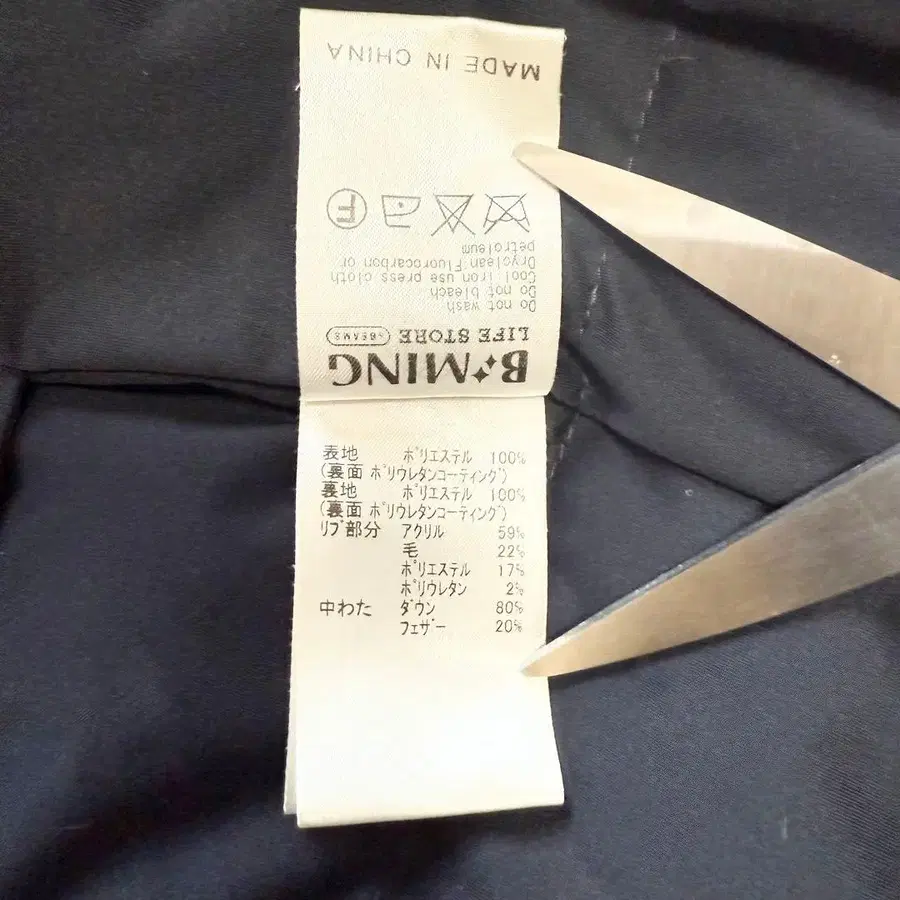 B✧MING
LIFE STORE by BEAMS
Do not wash
Do not bleach
Cool iron use press cloth
Dryclean Fluorocarbon or
petroleum
F
MADE IN CHINA
表地 ポリエステル 100%
(裏面 ポリウレタンコーティング)
裏地 ポリエステル 100%
(裏面 ポリウレタンコーティング)
リブ部分 アクリル 59%
毛 22%
ポリエステル 17%
ポリウレタン 2%
中わた ダウン 80%
フェザー 20%